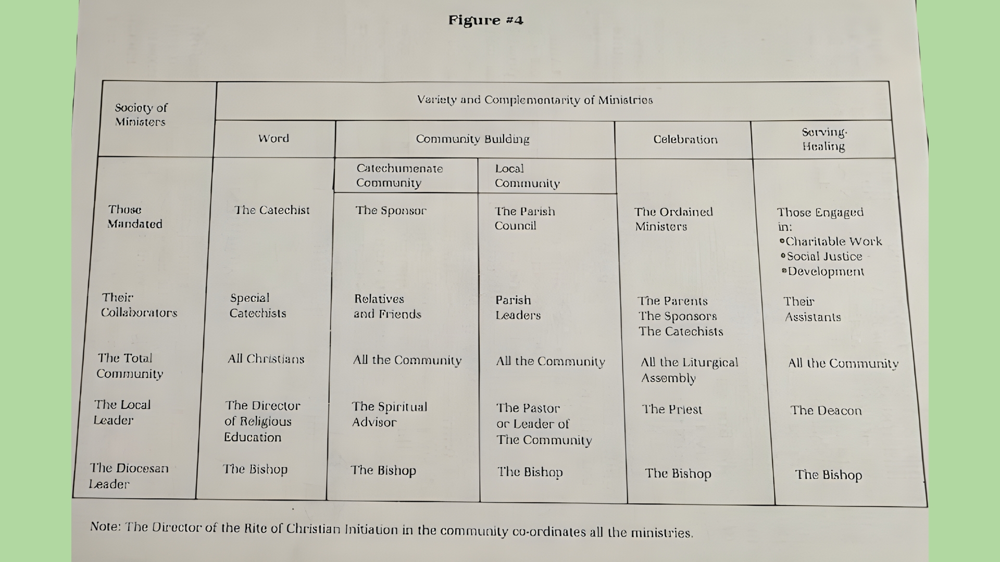 Figure #4
Society of
Ministers
Variety and Complementarity of Ministries
Word
Community Building
Celebration
Serving-
Healing
Catechumenate
Community
Local
Community
Those
Mandated
The Catechist
The Sponsor
The Parish
Council
The Ordained
Ministers
Those Engaged
in:
•Charitable Work
•Social Justice
•Development
Their
Collaborators
Special
Catechists
Relatives
and Friends
Parish
Leaders
The Parents
The Sponsors
The Catechists
Their
Assistants
The Total
Community
All Christians
All the Community
All the Community
All the Liturgical
Assembly
All the Community
The Local
Leader
The Director
of Religious
Education
The Spiritual
Advisor
The Pastor
or Leader of
The Community
The Priest
The Deacon
The Diocesan
Leader
The Bishop
The Bishop
The Bishop
The Bishop
The Bishop
Note: The Director of the Rite of Christian Initiation in the community co-ordinates all the ministries.